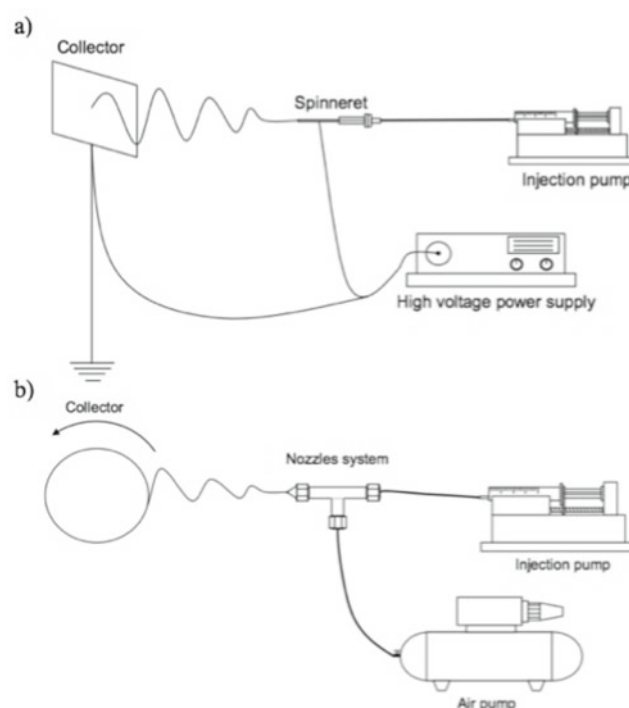 a)
Collector
Spinneret
Injection pump
High voltage power supply
b)
Collector
Nozzles system
Injection pump
Air pump